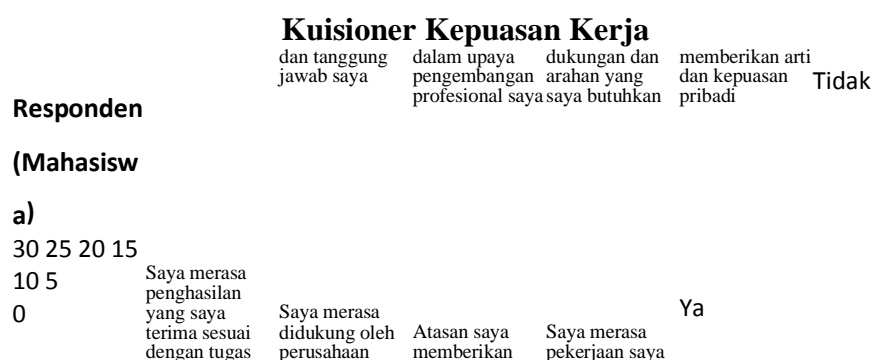 Kuisioner Kepuasan Kerja
dan tanggung
jawab saya
dalam upaya
pengembangan
profesional saya
dukungan dan
arahan yang
saya butuhkan
memberikan arti
dan kepuasan
pribadi
Tidak
Responden
(Mahasisw
a)
30 25 20 15
10 5
0
Saya merasa
penghasilan
yang saya
terima sesuai
dengan tugas
Saya merasa
didukung oleh
perusahaan
Atasan saya
memberikan
Saya merasa
pekerjaan saya
Ya